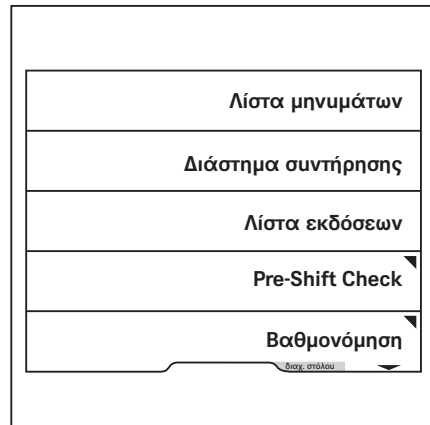 Λίστα μηνυμάτων
Διάστημα συντήρησης
Λίστα εκδόσεων
Pre-Shift Check
Βαθμονόμηση
διαχ. στόλου